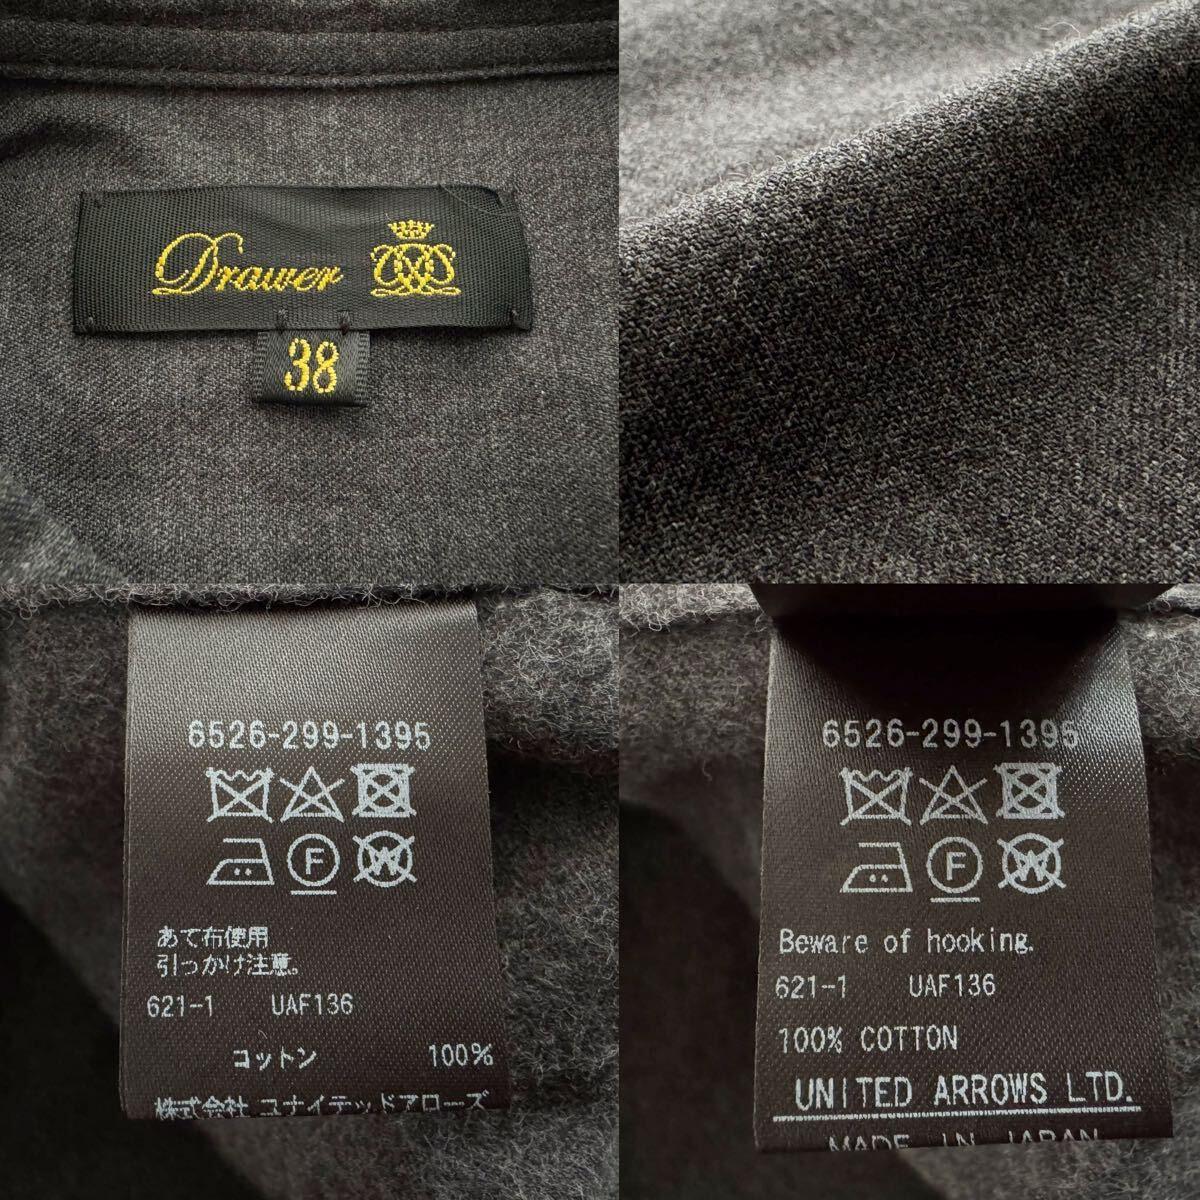 Drawer
38
6526-299-1395
F
W
あて布使用
引っかけ注意。
621-1 UAF136
コットン 100%
株式会社 ユナイテッドアローズ
6526-299-1395
F
W
Beware of hooking.
621-1 UAF136
100% COTTON
UNITED ARROWS LTD.
MADE IN JAPAN